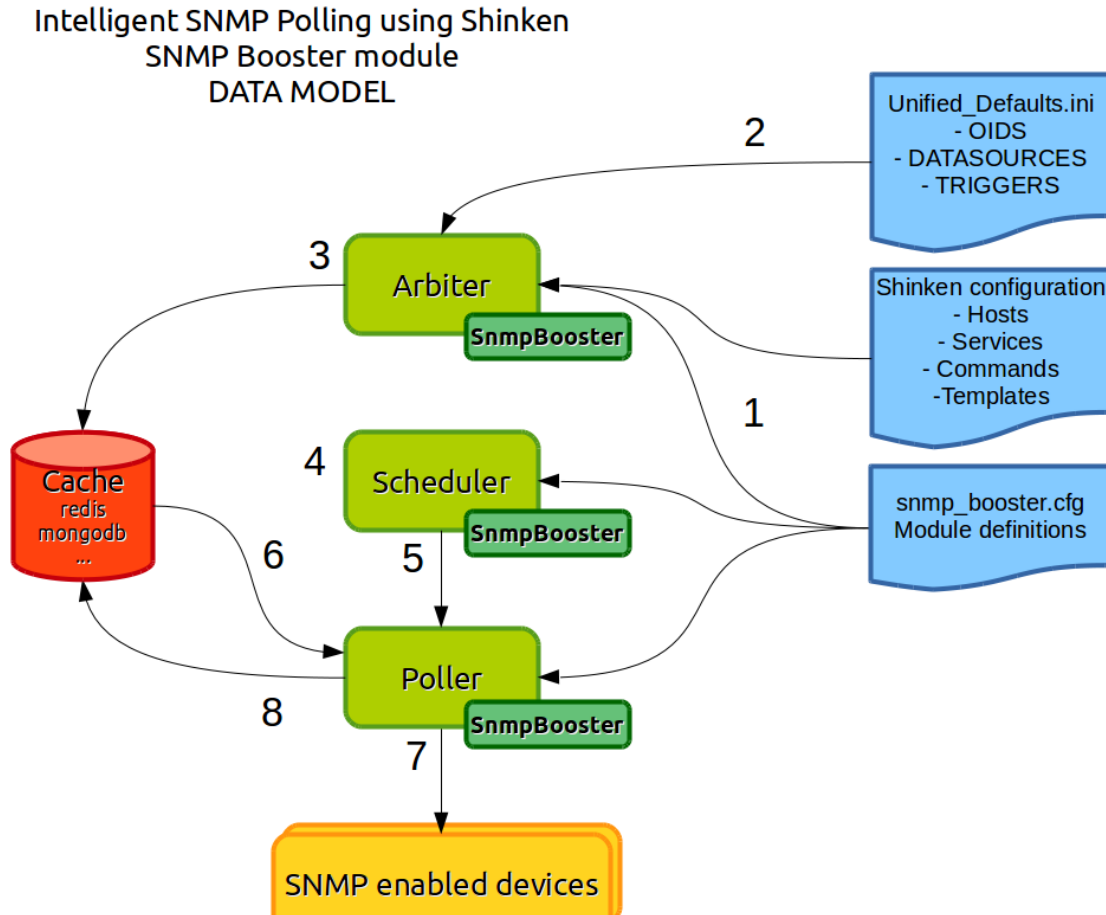 Intelligent SNMP Polling using Shinken
SNMP Booster module
DATA MODEL
Unified_Defaults.ini
- OIDS
- DATASOURCES
- TRIGGERS
2
3
Arbiter
SnmpBooster
Shinken configuration
- Hosts
- Services
- Commands
-Templates
1
4
Scheduler
SnmpBooster
Cache
redis
mongodb
...
snmp_booster.cfg
Module definitions
5
6
Poller
SnmpBooster
8
7
SNMP enabled devices